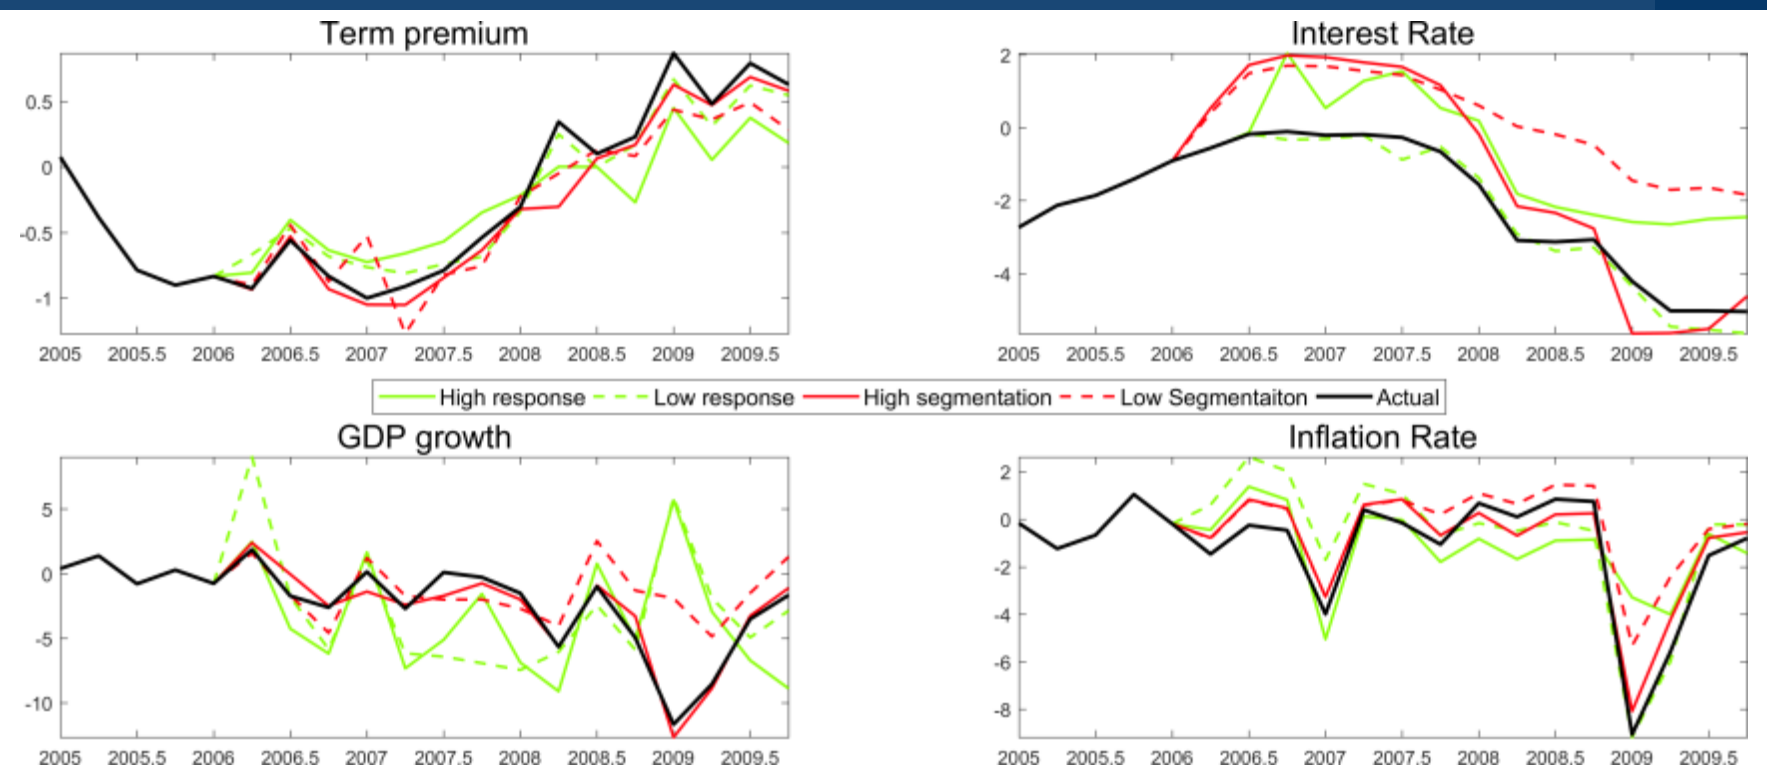 Term premium
Interest Rate
0.5
0
-0.5
-1
2005 2005.5 2006 2006.5 2007 2007.5 2008 2008.5 2009 2009.5
2
0
-2
-4
2005 2005.5 2006 2006.5 2007 2007.5 2008 2008.5 2009 2009.5
High response Low response High segmentation Low Segmentaiton Actual
GDP growth
Inflation Rate
5
0
-5
-10
2005 2005.5 2006 2006.5 2007 2007.5 2008 2008.5 2009 2009.5
2
0
-2
-4
-6
-8
2005 2005.5 2006 2006.5 2007 2007.5 2008 2008.5 2009 2009.5